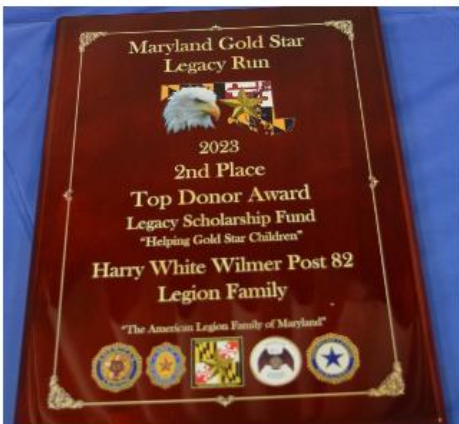 Maryland Gold Star
Legacy Run
2023
2nd Place
Top Donor Award
Legacy Scholarship Fund
"Helping Gold Star Children"
Harry White Wilmer Post 82
Legion Family
"The American Legion Family of Maryland"